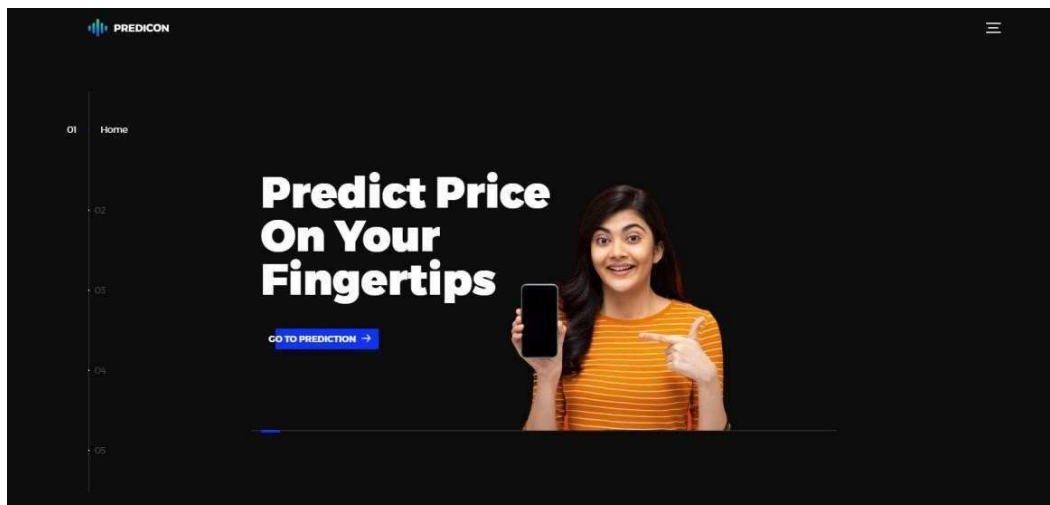 PREDICON
01 Home
Predict Price
On Your
Fingertips
GO TO PREDICTION →
02
03
04
05